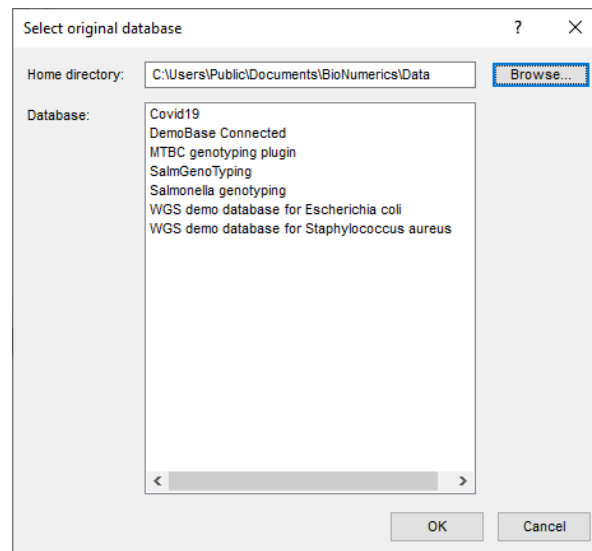 Select original database
?
Home directory:
C:\Users\Public\Documents\BioNumerics\Data
Browse...
Database:
Covid19
DemoBase Connected
MTBC genotyping plugin
SalmGenoTyping
Salmonella genotyping
WGS demo database for Escherichia coli
WGS demo database for Staphylococcus aureus
OK
Cancel